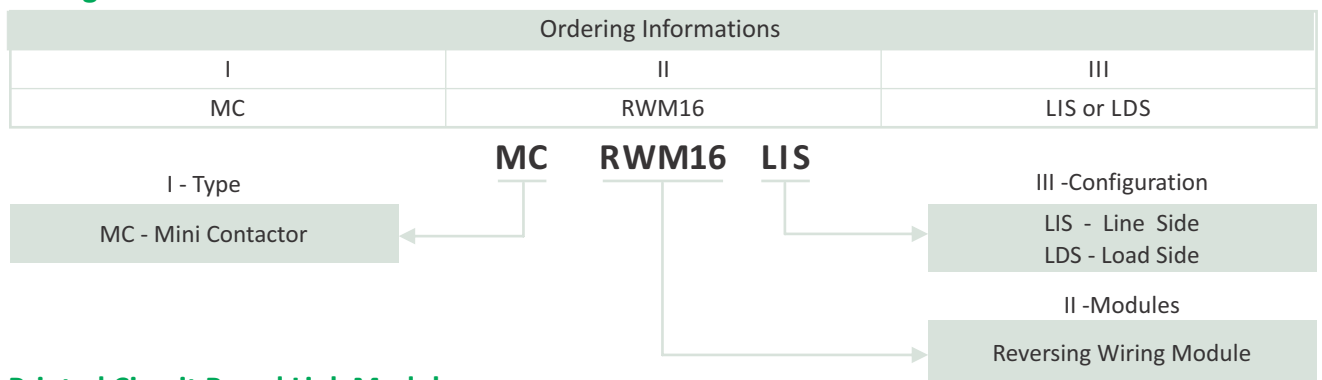 Ordering Informations
I II III
MC RWM16 LIS or LDS
MC RWM16 LIS
I - Type
MC - Mini Contactor
III -Configuration
LIS - Line Side
LDS - Load Side
II -Modules
Reversing Wiring Module